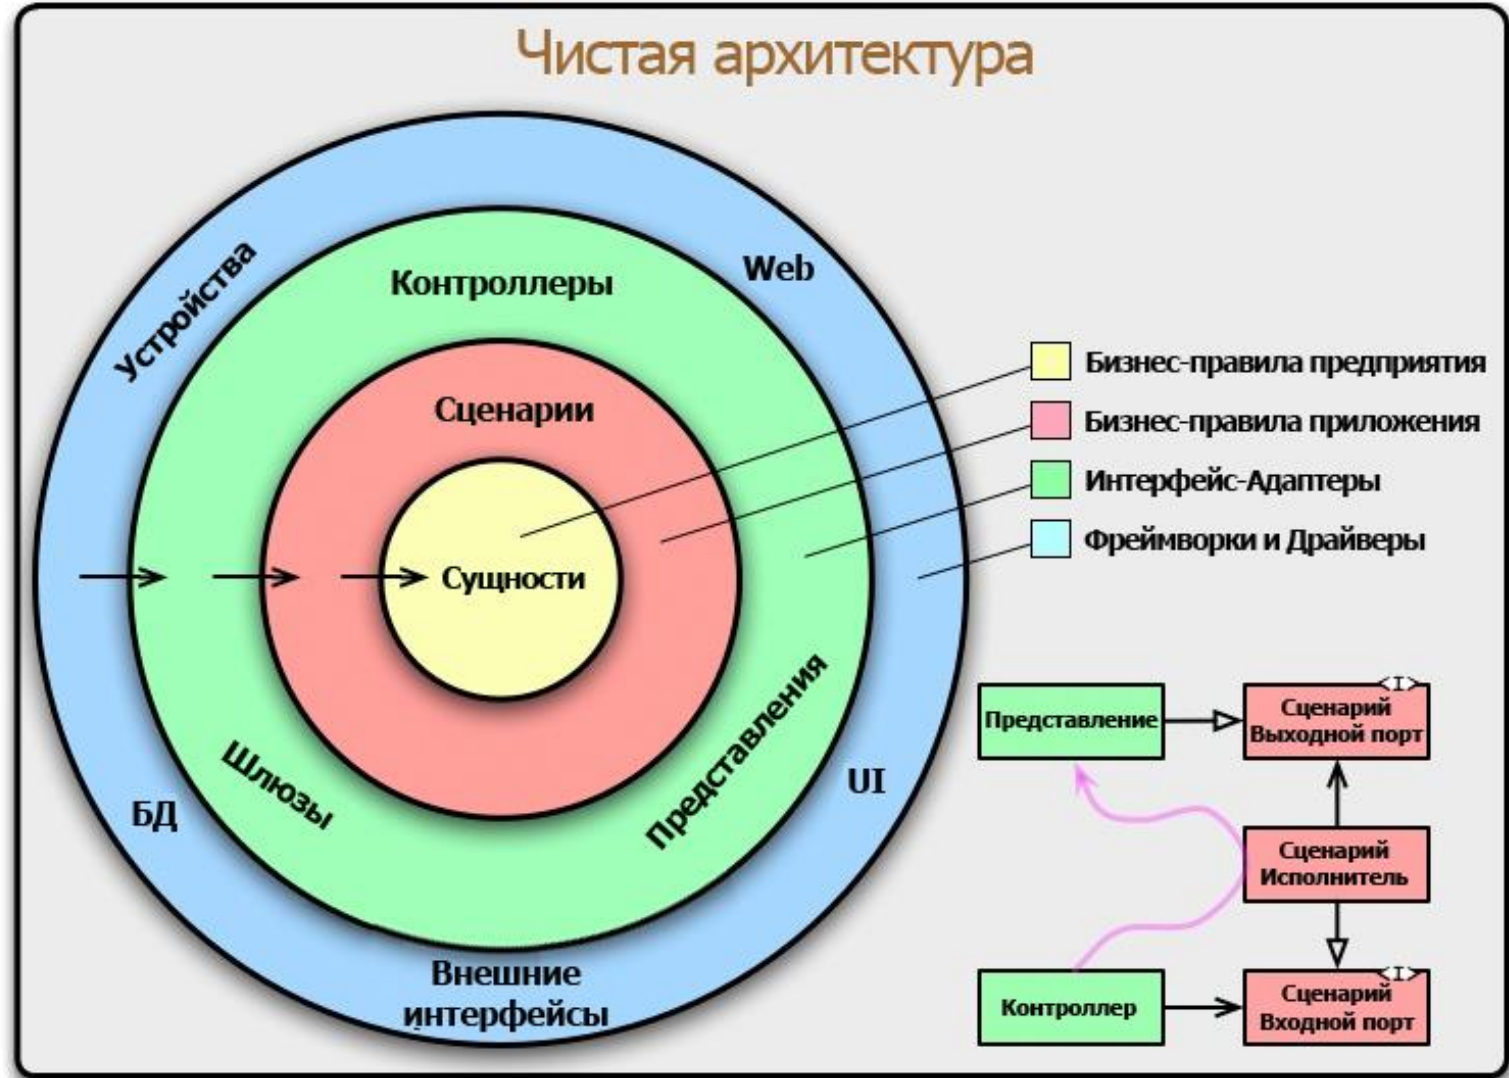 Чистая архитектура
Устройства
Web
Контроллеры
Сценарии
Сущности
Шлюзы
Представления
БД
UI
Внешние
интерфейсы
Бизнес-правила предприятия
Бизнес-правила приложения
Интерфейс-Адаптеры
Фреймворки и Драйверы
Представление
<I>
Сценарий
Выходной порт
Сценарий
Исполнитель
Контроллер
<I>
Сценарий
Входной порт